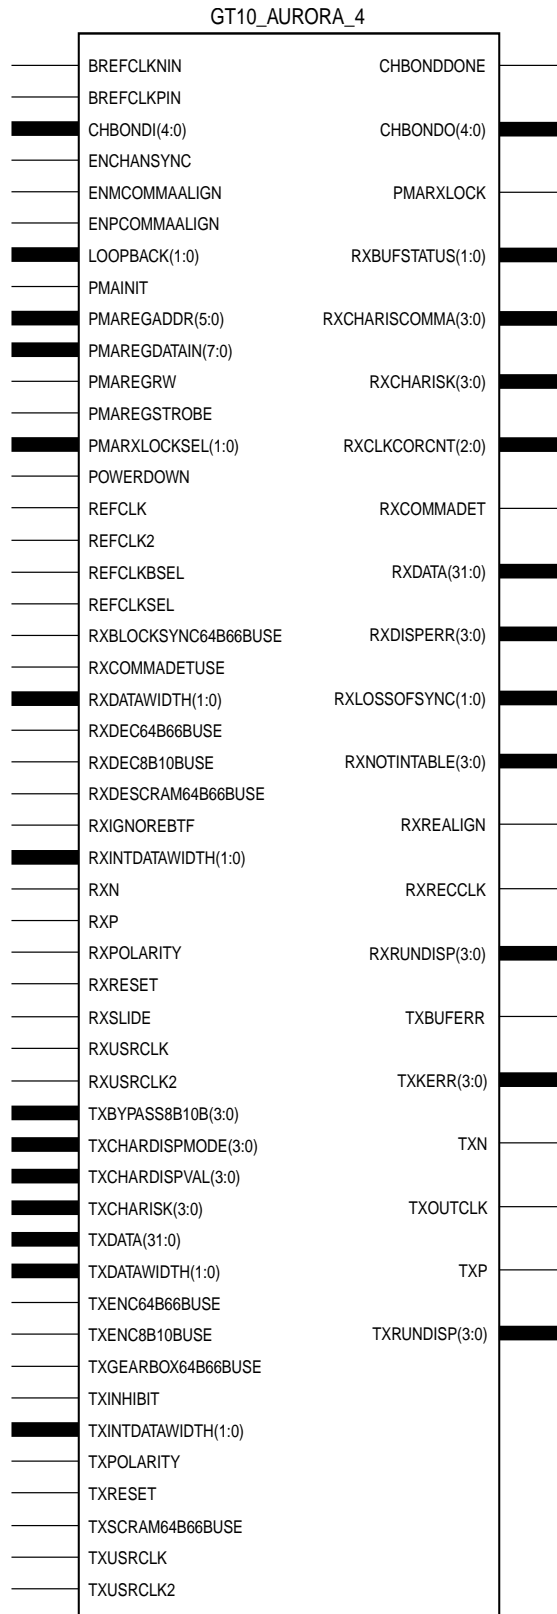 GT10_AURORA_4
BREFCLKNIN CHBONDDONE
BREFCLKPIN
CHBONDI(4:0) CHBONDO(4:0)
ENCHANSYNC
ENMCOMMAALIGN PMARXLOCK
ENPCOMMAALIGN
LOOPBACK(1:0) RXBUFSTATUS(1:0)
PMAINIT
PMAREGADDR(5:0) RXCHARISCOMMA(3:0)
PMAREGDATAIN(7:0)
PMAREGRW RXCHARISK(3:0)
PMAREGSTROBE
PMARXLOCKSEL(1:0) RXCLKCORCNT(2:0)
POWERDOWN
REFCLK RXCOMMADET
REFCLK2
REFCLKBSEL RXDATA(31:0)
REFCLKSEL
RXBLOCKSYNC64B66BUSE RXDISPERR(3:0)
RXCOMMADETUSE
RXDATAWIDTH(1:0) RXLOSSOFSYNC(1:0)
RXDEC64B66BUSE
RXDEC8B10BUSE RXNOTINTABLE(3:0)
RXDESCRAM64B66BUSE
RXIGNOREBTF RXREALIGN
RXINTDATAWIDTH(1:0)
RXN RXRECCLK
RXP
RXPOLARITY RXRUNDISP(3:0)
RXRESET
RXSLIDE TXBUFERR
RXUSRCLK
RXUSRCLK2 TXKERR(3:0)
TXBYPASS8B10B(3:0)
TXCHARDISPMODE(3:0) TXN
TXCHARDISPVAL(3:0)
TXCHARISK(3:0) TXOUTCLK
TXDATA(31:0)
TXDATAWIDTH(1:0) TXP
TXENC64B66BUSE
TXENC8B10BUSE TXRUNDISP(3:0)
TXGEARBOX64B66BUSE
TXINHIBIT
TXINTDATAWIDTH(1:0)
TXPOLARITY
TXRESET
TXSCRAM64B66BUSE
TXUSRCLK
TXUSRCLK2